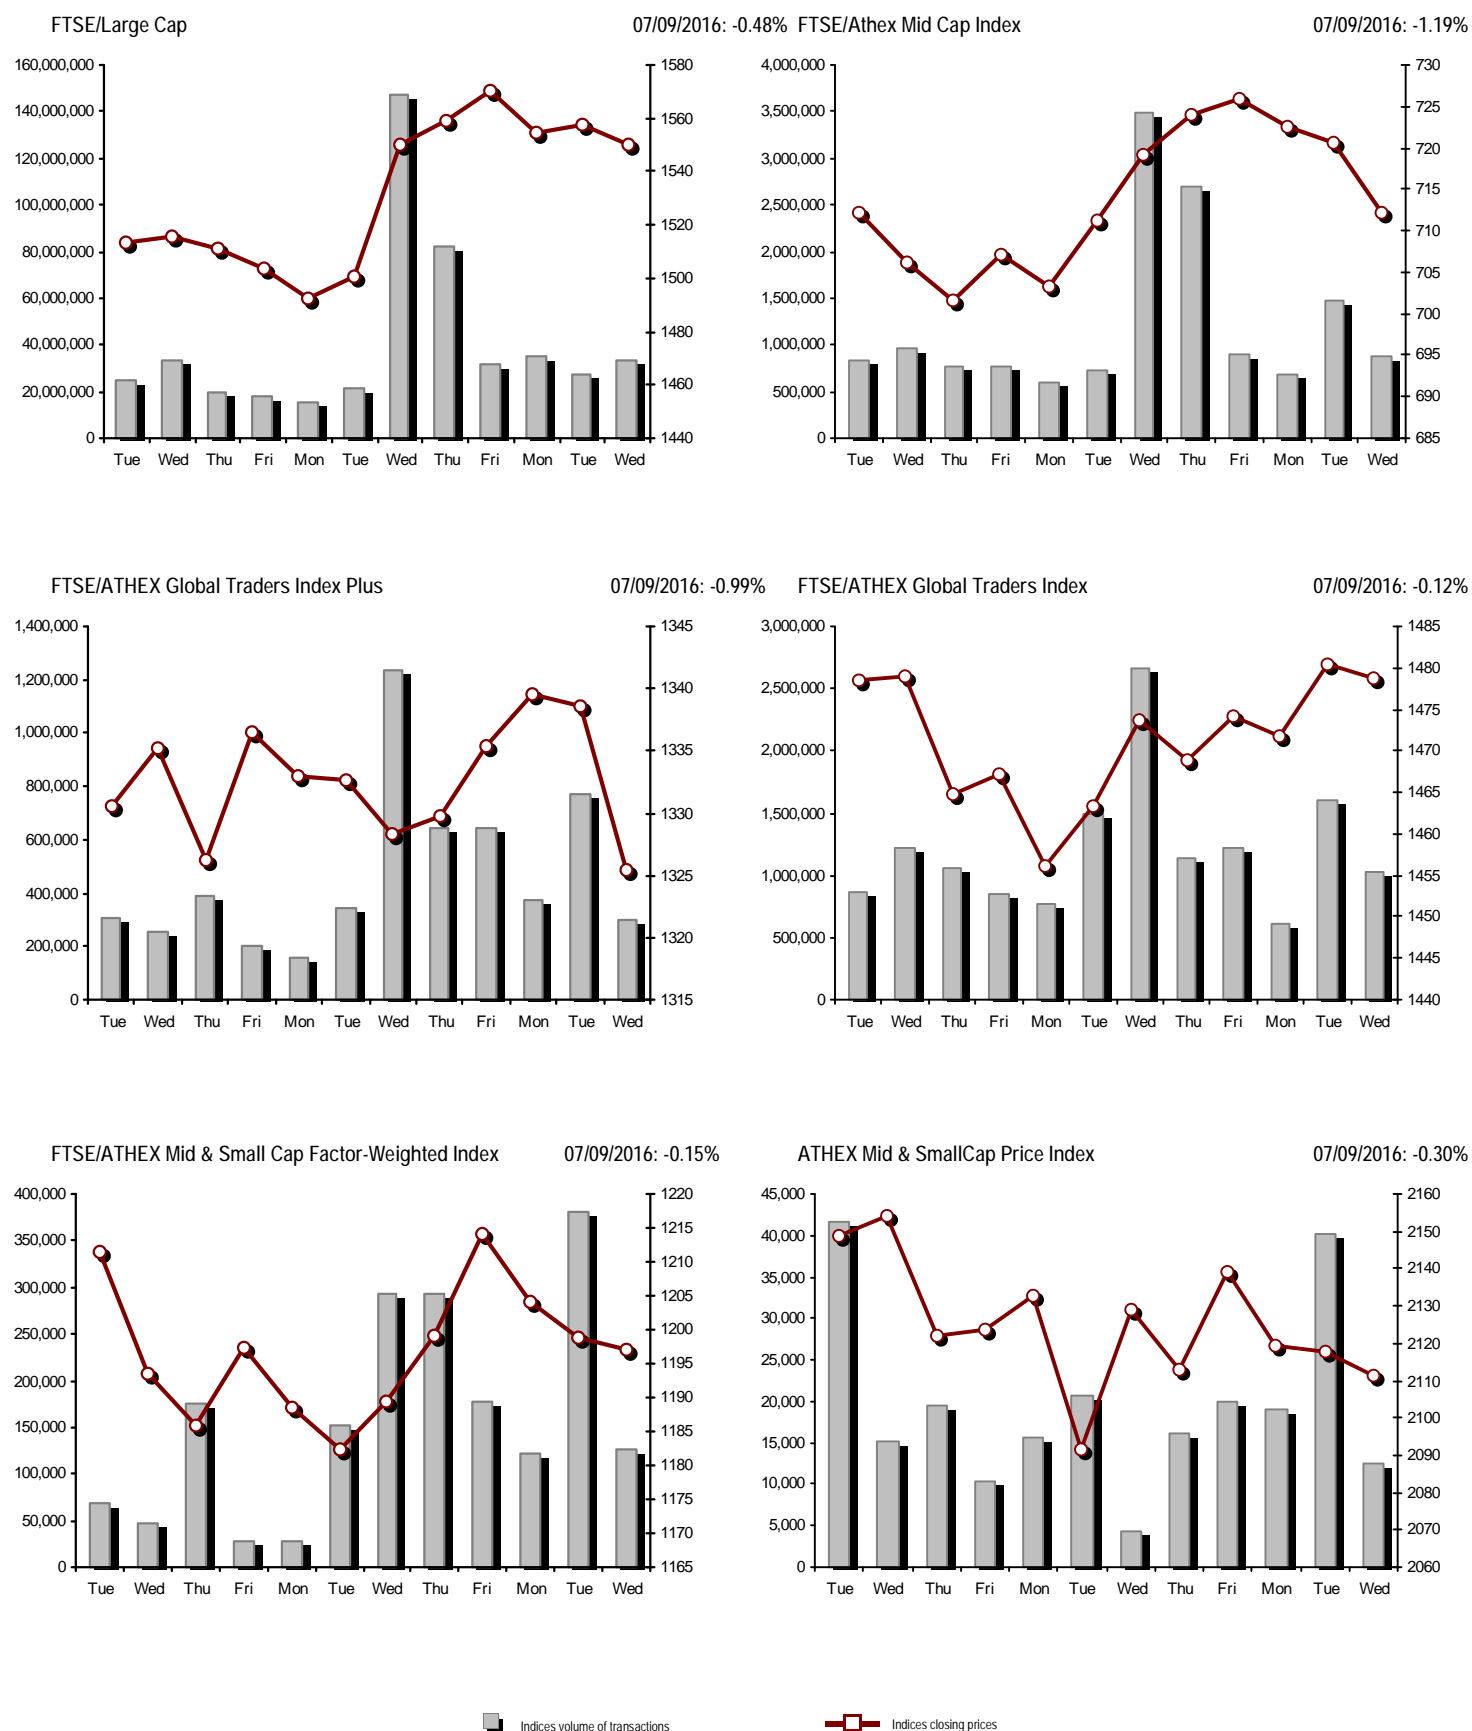 FTSE/Large Cap 07/09/2016: -0.48% FTSE/Athex Mid Cap Index 07/09/2016: -1.19%
160,000,000 1580 4,000,000 730
140,000,000 1560 3,500,000 725
120,000,000 1540 3,000,000 720
100,000,000 1520 2,500,000 715
80,000,000 1500 2,000,000 710
60,000,000 1480 1,500,000 705
40,000,000 1460 1,000,000 700
20,000,000 1440 500,000 695
0 0 690
685
Tue Wed Thu Fri Mon Tue Wed Thu Fri Mon Tue Wed Tue Wed Thu Fri Mon Tue Wed Thu Fri Mon Tue Wed
FTSE/ATHEX Global Traders Index Plus 07/09/2016: -0.99% FTSE/ATHEX Global Traders Index 07/09/2016: -0.12%
1,400,000 1345 3,000,000 1485
1,200,000 1340 2,500,000 1480
1,000,000 1335 2,000,000 1475
800,000 1330 1,500,000 1470
600,000 1325 1,000,000 1465
400,000 1320 500,000 1460
200,000 1315 0 1455
0 1450
1445
1440
Tue Wed Thu Fri Mon Tue Wed Thu Fri Mon Tue Wed Tue Wed Thu Fri Mon Tue Wed Thu Fri Mon Tue Wed
FTSE/ATHEX Mid & Small Cap Factor-Weighted Index 07/09/2016: -0.15% ATHEX Mid & SmallCap Price Index 07/09/2016: -0.30%
400,000 1220 45,000 2160
350,000 1215 40,000 2150
300,000 1210 35,000 2140
250,000 1205 30,000 2130
200,000 1200 25,000 2120
150,000 1195 20,000 2110
100,000 1190 15,000 2100
50,000 1185 10,000 2090
0 1180 5,000 2080
1175 0 2070
1170 2060
1165
Tue Wed Thu Fri Mon Tue Wed Thu Fri Mon Tue Wed Tue Wed Thu Fri Mon Tue Wed Thu Fri Mon Tue Wed
Indices volume of transactions Indices closing prices